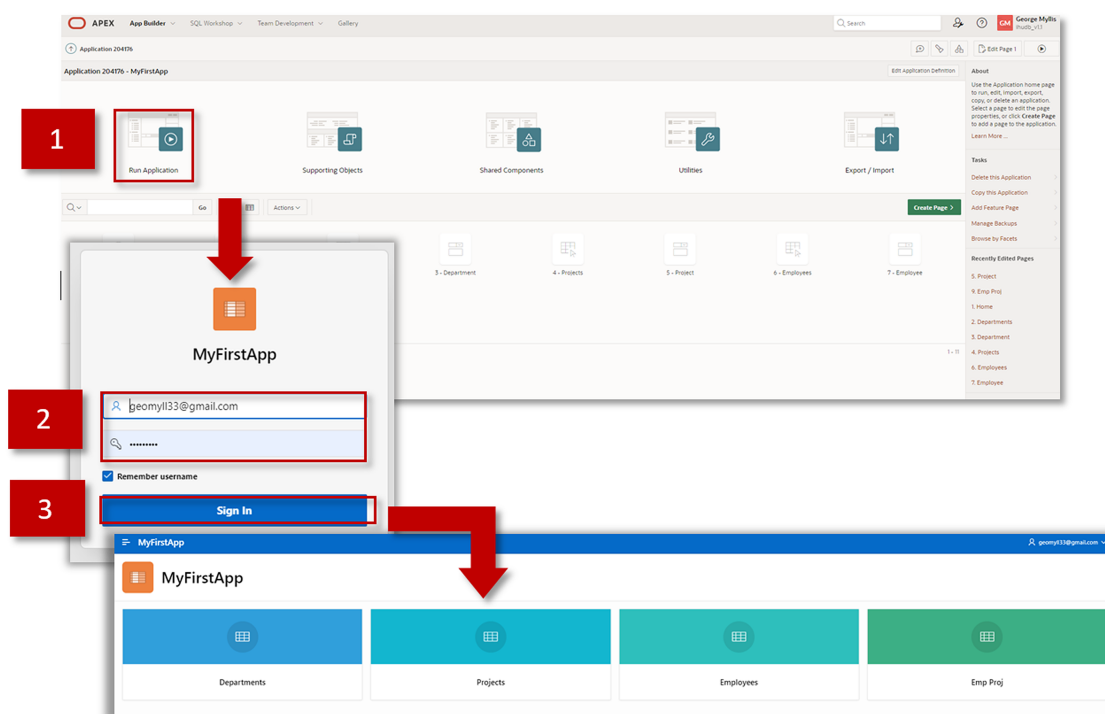 APEX App Builder SQL Workshop Team Development Gallery Search GM George Myllis
ihudb_v13
Application 204176 Edit Page 1
Application 204176 - MyFirstApp Edit Application Definition About
Use the Application home page
to run, edit, import, export,
copy, or delete an application.
Select a page to edit the page
properties, or click Create Page
to add a page to the application.
Learn More ...
1
Run Application Supporting Objects Shared Components Utilities Export / Import
Tasks
Delete this Application
Copy this Application
Add Feature Page
Manage Backups
Browse by Facets
Go Actions Create Page >
3 - Department 4 - Projects 5 - Project 6 - Employees 7 - Employee
1 - 11
Recently Edited Pages
5. Project
9. Emp Proj
1. Home
2. Departments
3. Department
4. Projects
6. Employees
7. Employee
MyFirstApp
2
geomyll33@gmail.com
Remember username
3
Sign In
MyFirstApp geomyll33@gmail.com
MyFirstApp
Departments Projects Employees Emp Proj